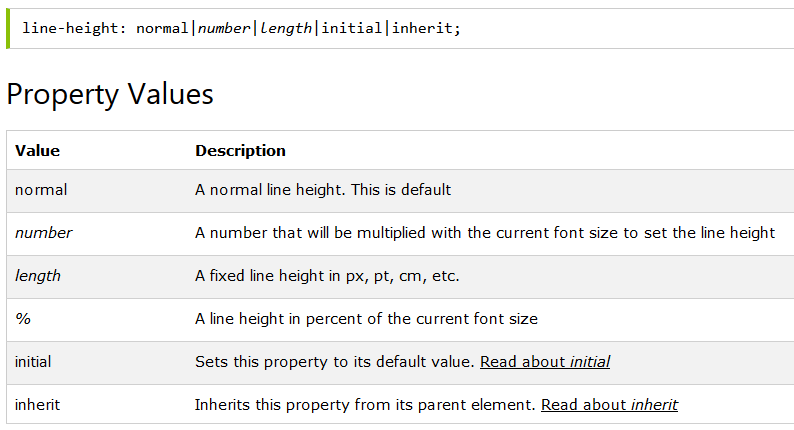 line-height: normal|number|length|initial|inherit;
Property Values
Value Description
normal A normal line height. This is default
number A number that will be multiplied with the current font size to set the line height
length A fixed line height in px, pt, cm, etc.
% A line height in percent of the current font size
initial Sets this property to its default value. Read about initial
inherit Inherits this property from its parent element. Read about inherit